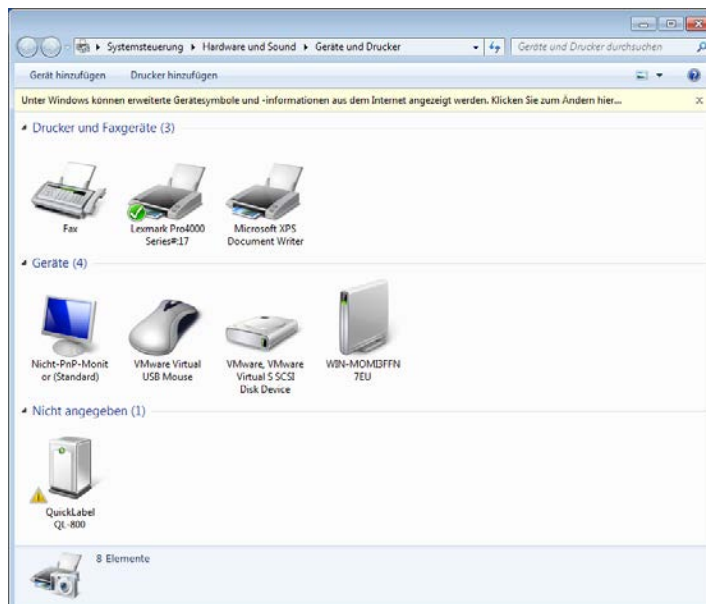 Systemsteuerung Hardware und Sound Geräte und Drucker
Geräte und Drucker durchsuchen
Gerät hinzufügen Drucker hinzufügen
Unter Windows können erweiterte Gerätesymbole und -informationen aus dem Internet angezeigt werden. Klicken Sie zum Ändern hier...
Drucker und Faxgeräte (3)
Fax
Lexmark Pro4000
Series#:17
Microsoft XPS
Document Writer
Geräte (4)
Nicht-PnP-Monit
or (Standard)
VMware Virtual
USB Mouse
VMware, VMware
Virtual S SCSI
Disk Device
WIN-MOMI3FFN
7EU
Nicht angegeben (1)
QuickLabel
QL-800
8 Elemente